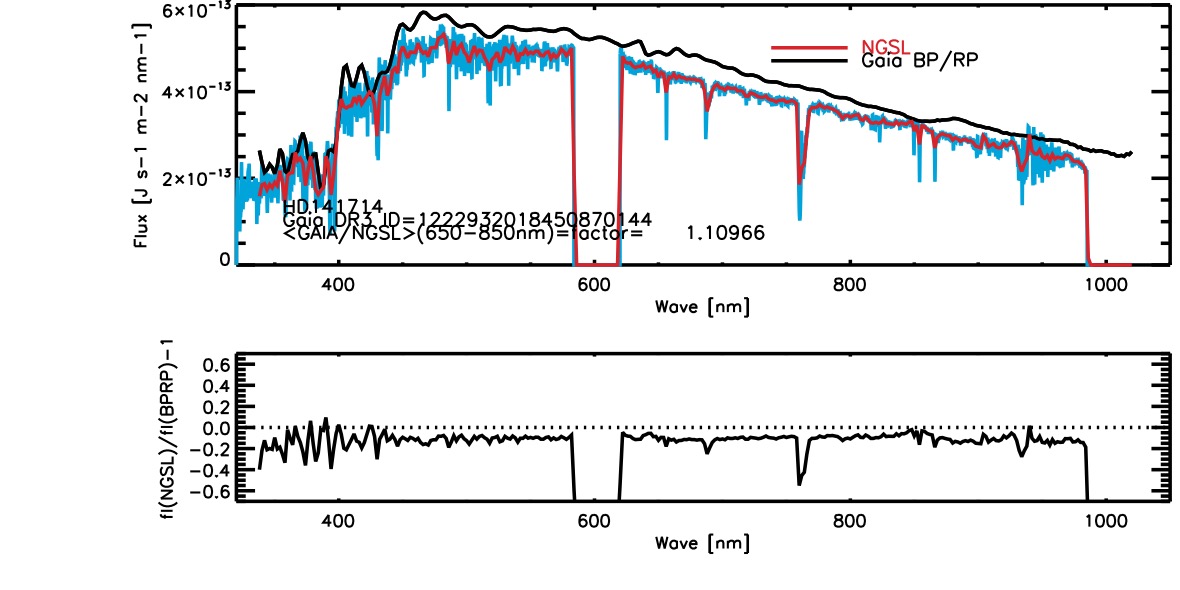 6×10−13
4×10−13
2×10−13
0
Flux [J s−1 m−2 nm−1]
NGSL
Gaia BP/RP
HD141714
Gaia DR3 ID=1222932018450870144
<GAIA/NGSL>(650−850nm)=factor= 1.10966
400 600 800 1000
Wave [nm]
fl(NGSL)/fl(BPRP)−1
0.6
0.4
0.2
0.0
−0.2
−0.4
−0.6
400 600 800 1000
Wave [nm]